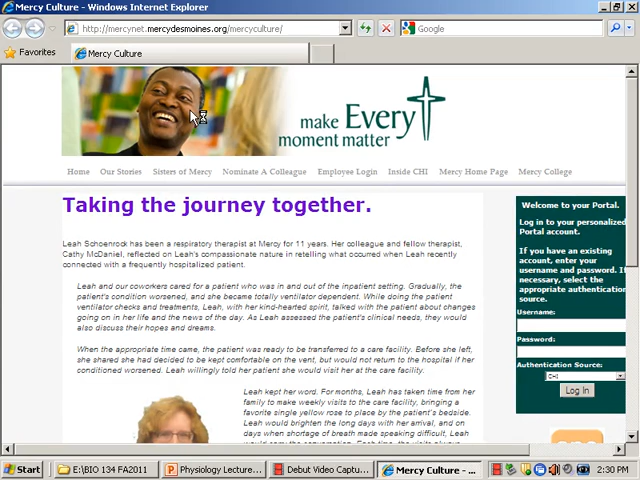 Mercy Culture - Windows Internet Explorer
http://mercynet.mercydesmoines.org/mercyculture/
Google
Favorites
Mercy Culture
make Every
moment matter
Home Our Stories Sisters of Mercy Nominate A Colleague Employee Login Inside CHI Mercy Home Page Mercy College
Taking the journey together.
Leah Schoenrock has been a respiratory therapist at Mercy for 11 years. Her colleague and fellow therapist,
Cathy McDaniel, reflected on Leah's compassionate nature in retelling what occurred when Leah recently
connected with a frequently hospitalized patient.
Leah and our coworkers cared for a patient who was in and out of the inpatient setting. Gradually, the
patient's condition worsened, and she became totally ventilator dependent. While doing the patient
ventilator checks and treatments, Leah, with her kind-hearted spirit, talked with the patient about changes
going on in her life and the news of the day. As Leah assessed the patient's clinical needs, they would
also discuss their hopes and dreams.
When the appropriate time came, the patient was ready to be transferred to a care facility. Before she left,
she shared she had decided to be kept comfortable on the vent, but would not return to the hospital if her
conditioned worsened. Leah willingly told her patient she would visit her at the care facility.
Leah kept her word. For months, Leah has taken time from her
family to make weekly visits to the care facility, bringing a
favorite single yellow rose to place by the patient's bedside.
Leah would brighten the long days with her arrival, and on
days when shortage of breath made speaking difficult, Leah
Welcome to your Portal.
Log in to your personalized
Portal account.
If you have an existing
account, enter your
username and password. If
necessary, select the
appropriate authentication
source.
Username:
Password:
Authentication Source:
CHI
Log In
Start
E:\BIO 134 FA2011
Physiology Lecture...
Debut Video Captu...
Mercy Culture - ...
2:30 PM